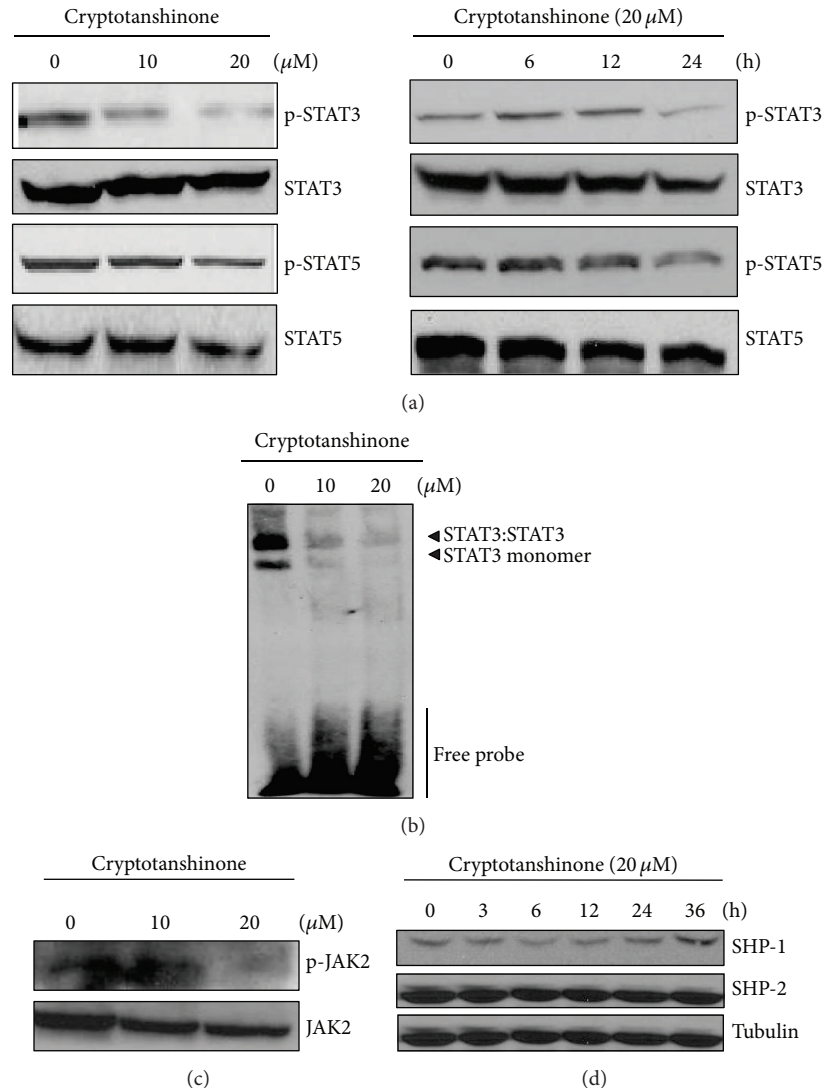 Cryptotanshinone
0 10 20 (μM)
p-STAT3
STAT3
p-STAT5
STAT5
Cryptotanshinone (20 μM)
0 6 12 24 (h)
p-STAT3
STAT3
p-STAT5
STAT5
(a)
Cryptotanshinone
0 10 20 (μM)
STAT3:STAT3
STAT3 monomer
Free probe
(b)
Cryptotanshinone
0 10 20 (μM)
p-JAK2
JAK2
(c)
Cryptotanshinone (20 μM)
0 3 6 12 24 36 (h)
SHP-1
SHP-2
Tubulin
(d)